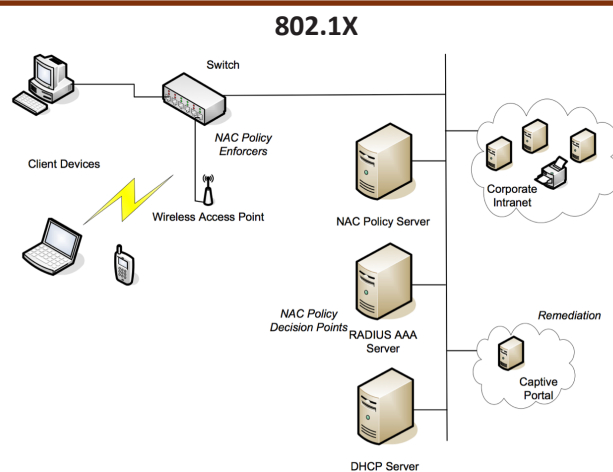 802.1X
Switch
NAC Policy
Enforcers
Client Devices
Wireless Access Point
NAC Policy Server
Corporate
Intranet
NAC Policy
Decision Points
RADIUS AAA
Server
Remediation
Captive
Portal
DHCP Server